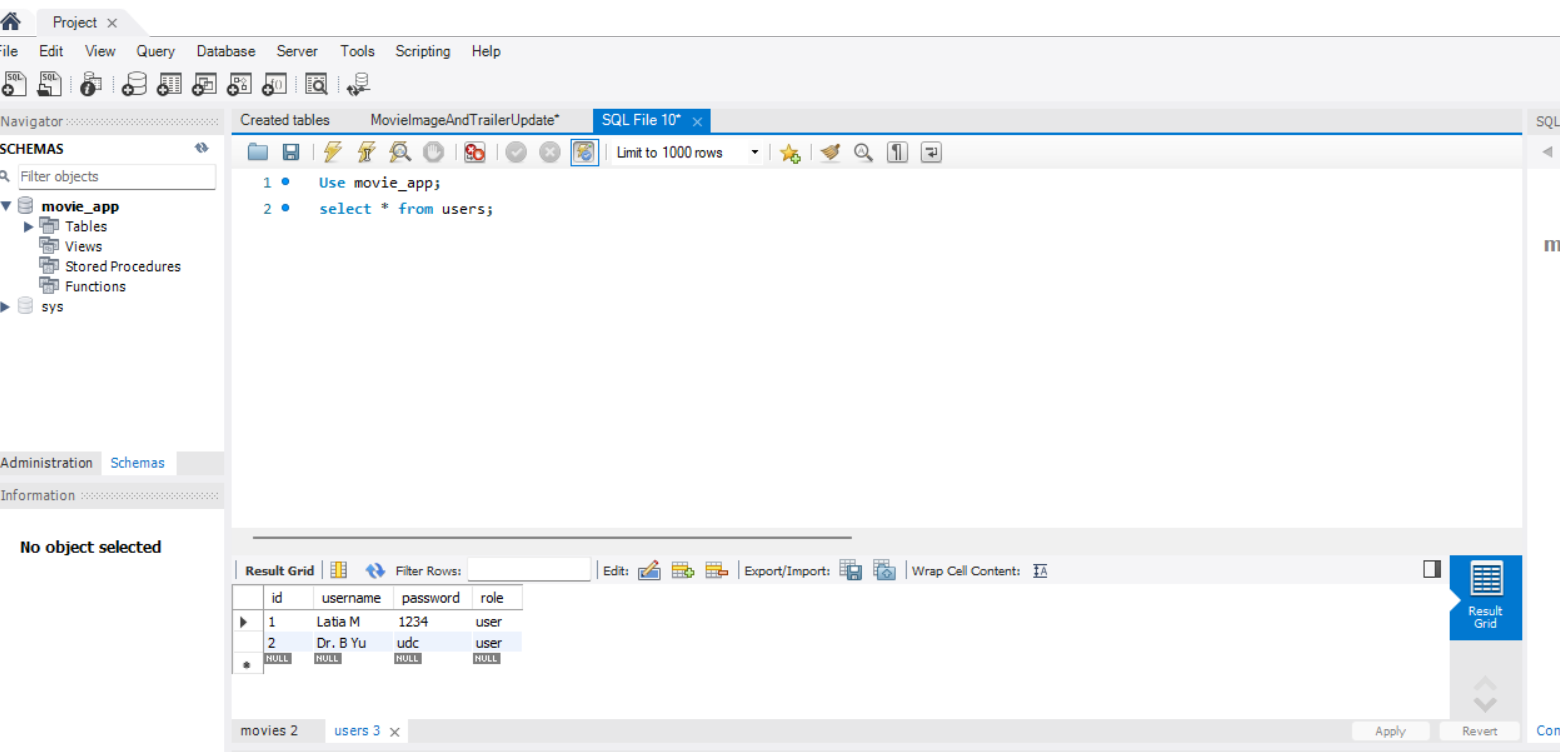 Project
File Edit View Query Database Server Tools Scripting Help
Navigator
SCHEMAS
Filter objects
movie_app
Tables
Views
Stored Procedures
Functions
sys
Administration Schemas
Information
No object selected
Created tables MovieImageAndTrailerUpdate* SQL File 10*
Limit to 1000 rows
1 Use movie_app;
2 select * from users;
Result Grid Filter Rows: Edit: Export/Import: Wrap Cell Content:
id username password role
1 Latia M 1234 user
2 Dr. B Yu udc user
NULL NULL NULL NULL
Result
Grid
movies 2 users 3 Apply Revert
SQL